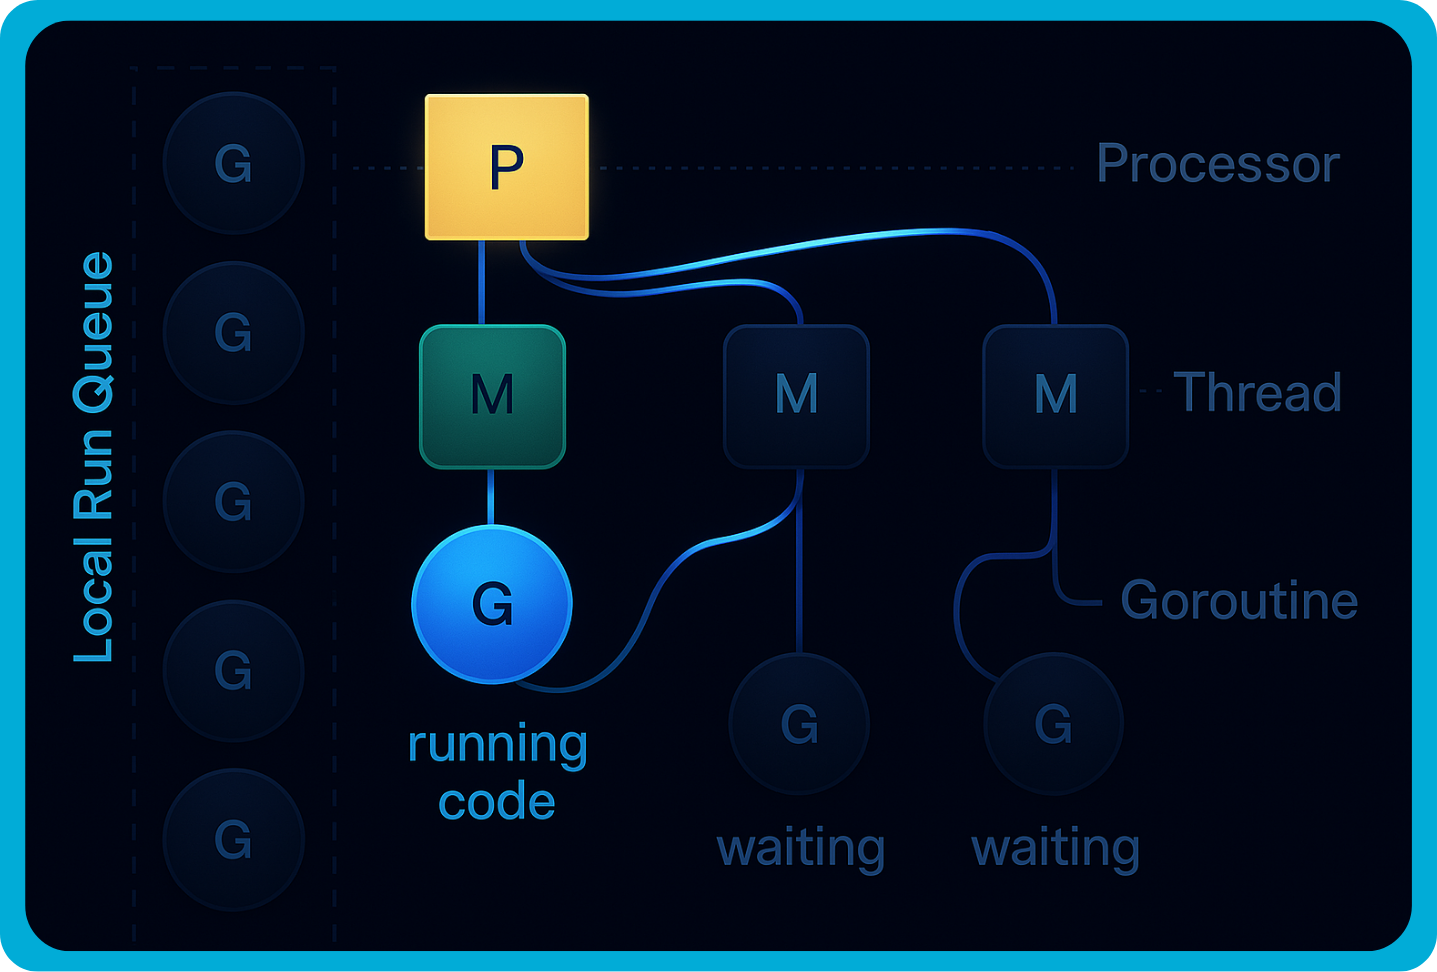 Local Run Queue
G
G
G
G
G
P
Processor
M
M
M
Thread
G
Goroutine
running
code
G
G
waiting
waiting